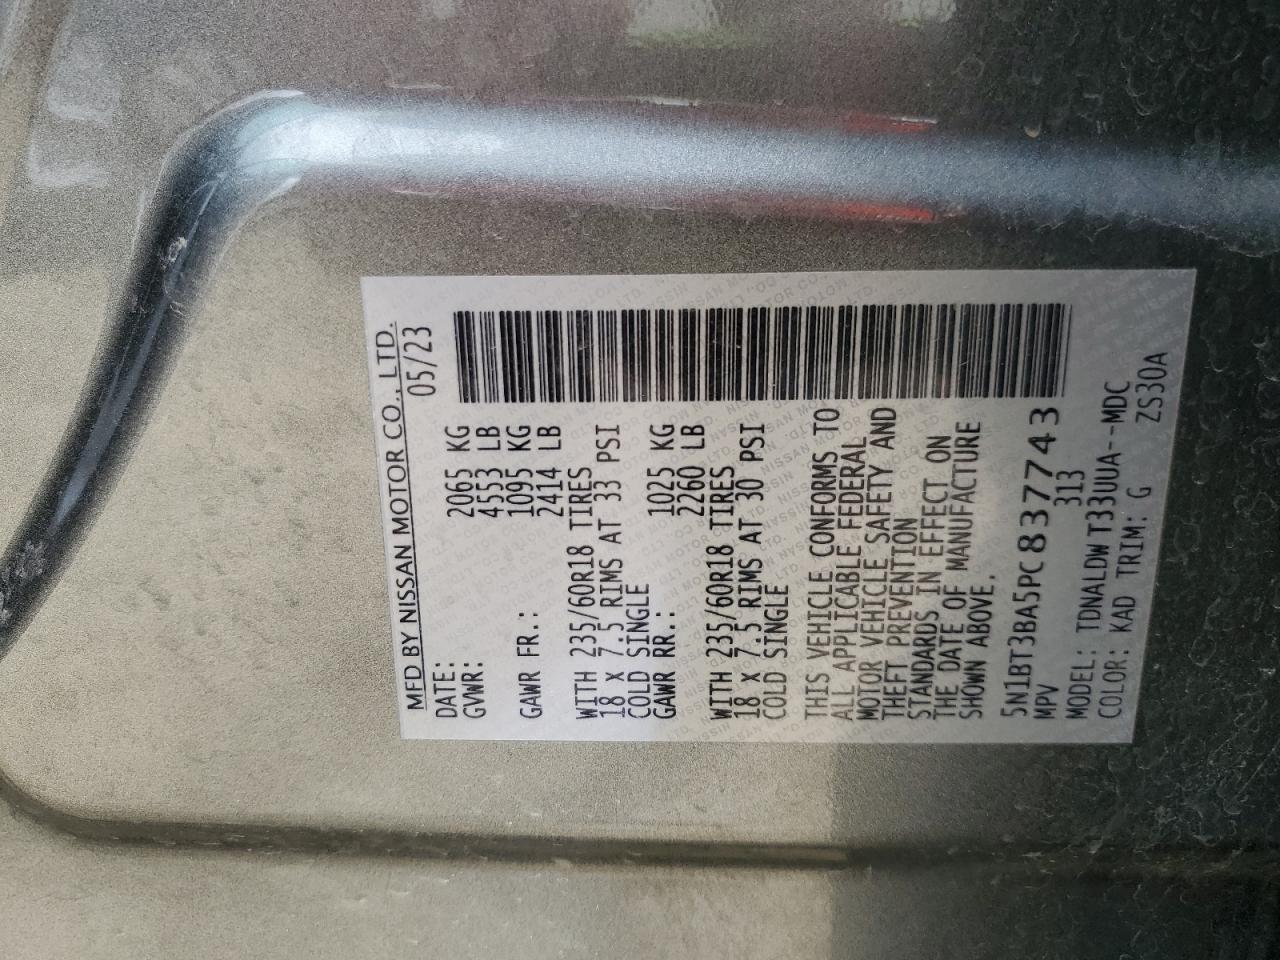 MFD BY NISSAN MOTOR CO., LTD.
DATE: 05/23
GVWR: 2065 KG
4553 LB
GAWR FR.: 1095 KG
2414 LB
WITH 235/60R18 TIRES
18 X 7.5 RIMS AT 33 PSI
COLD SINGLE
GAWR RR.: 1025 KG
2260 LB
WITH 235/60R18 TIRES
18 X 7.5 RIMS AT 30 PSI
COLD SINGLE
THIS VEHICLE CONFORMS TO
ALL APPLICABLE FEDERAL
MOTOR VEHICLE SAFETY AND
THEFT PREVENTION
STANDARDS IN EFFECT ON
THE DATE OF MANUFACTURE
SHOWN ABOVE.
5N1BT3BA5PC837743
MPV 313
MODEL: TDNALDW T33UUA--MDC
COLOR: KAD TRIM: G ZS30A